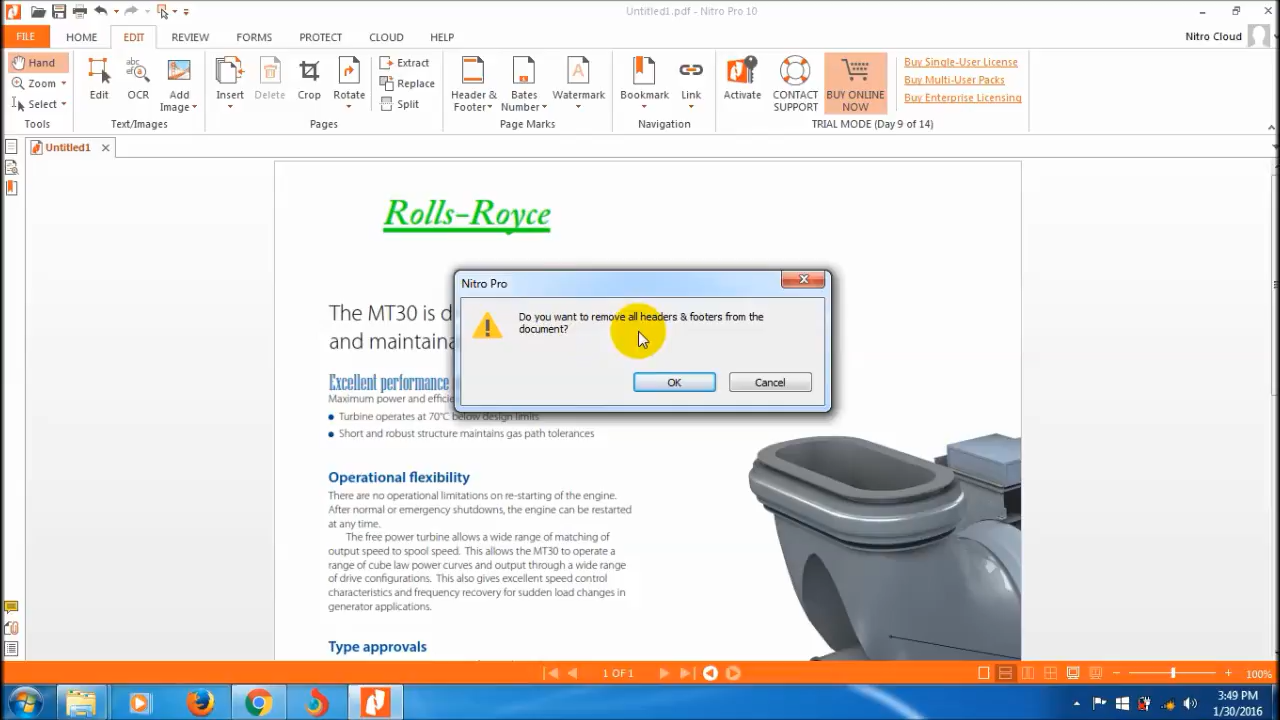 Untitled1.pdf - Nitro Pro 10
FILE
HOME
EDIT
REVIEW
FORMS
PROTECT
CLOUD
HELP
Nitro Cloud
Hand
Zoom
Select
Tools
Edit
abc
OCR
Add
Image
Text/Images
Insert
Delete
Crop
Rotate
Extract
Replace
Split
Pages
Header &
Footer
Bates
Number
Watermark
Page Marks
Bookmark
Link
Navigation
Activate
CONTACT
SUPPORT
BUY ONLINE
NOW
Buy Single-User License
Buy Multi-User Packs
Buy Enterprise Licensing
TRIAL MODE (Day 9 of 14)
Untitled1
Rolls-Royce
Nitro Pro
Do you want to remove all headers & footers from the
document?
OK
Cancel
The MT30 is d
and maintaina
Excellent performance
Maximum power and efficie
Turbine operates at 70°C below design limits
Short and robust structure maintains gas path tolerances
Operational flexibility
There are no operational limitations on re-starting of the engine.
After normal or emergency shutdowns, the engine can be restarted
at any time.
The free power turbine allows a wide range of matching of
output speed to spool speed. This allows the MT30 to operate a
range of cube law power curves and output through a wide range
of drive configurations. This also gives excellent speed control
characteristics and frequency recovery for sudden load changes in
generator applications.
Type approvals
1 OF 1
100%
3:49 PM
1/30/2016